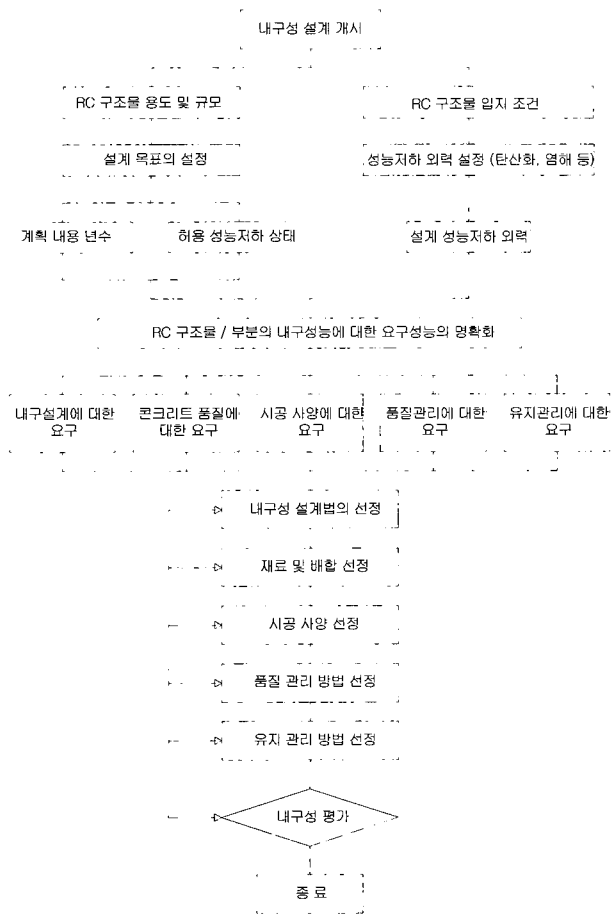 내구성 설계 개시
RC 구조물 용도 및 규모
RC 구조물 입지 조건
설계 목표의 설정
성능저하 외력 설정 (탄산화, 염해 등)
계획 내용 년수
허용 성능저하 상태
설계 성능저하 외력
RC 구조물 / 부분의 내구성능에 대한 요구성능의 명확화
내구설계에 대한
요구
콘크리트 품질에
대한 요구
시공 사양에 대한
요구
품질관리에 대한
요구
유지관리에 대한
요구
내구성 설계법의 선정
재료 및 배합 선정
시공 사양 선정
품질 관리 방법 선정
유지 관리 방법 선정
내구성 평가
종 료